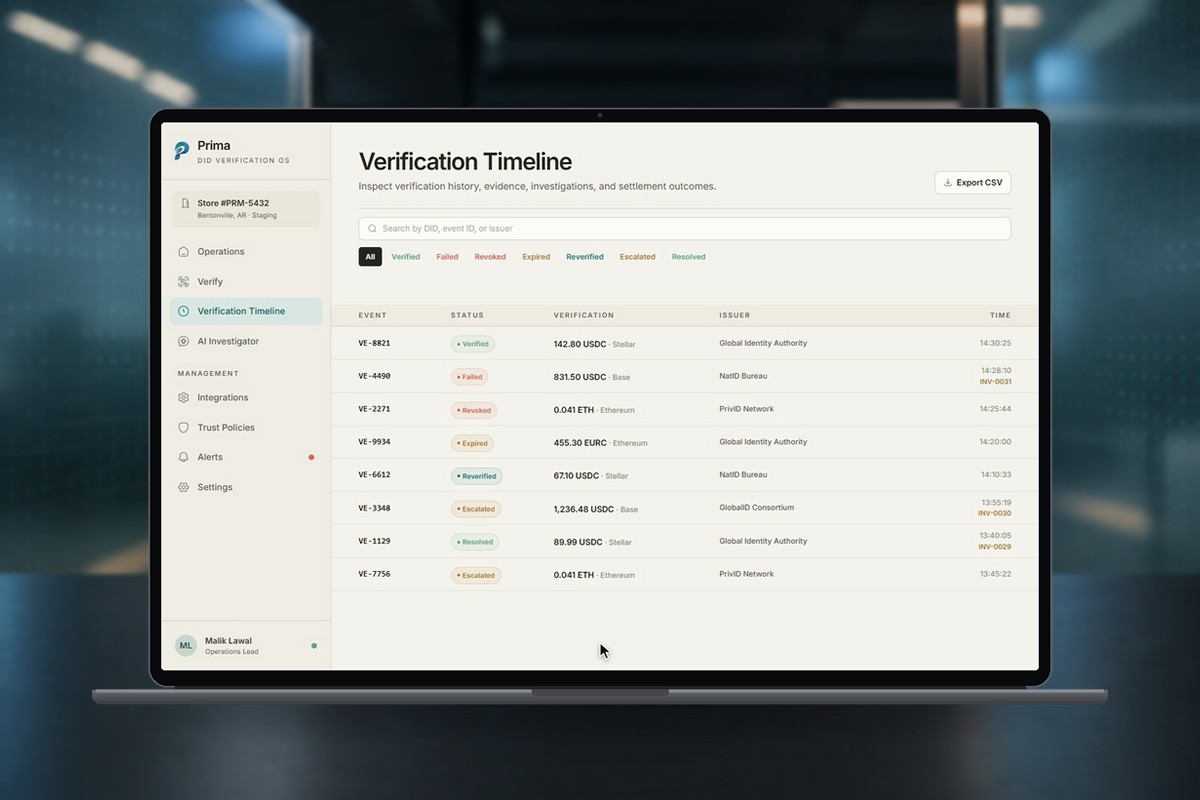 Prima
DID VERIFICATION OS
Store #PRM-5432
Bentonville, AR · Staging
Operations
Verify
Verification Timeline
AI Investigator
MANAGEMENT
Integrations
Trust Policies
Alerts
Settings
ML
Malik Lawal
Operations Lead
Verification Timeline
Inspect verification history, evidence, investigations, and settlement outcomes.
Export CSV
Search by DID, event ID, or issuer
All Verified Failed Revoked Expired Reverified Escalated Resolved
EVENT STATUS VERIFICATION ISSUER TIME
VE-8821 Verified 142.80 USDC · Stellar Global Identity Authority 14:30:25
VE-4490 Failed 831.50 USDC · Base NatID Bureau 14:28:10
INV-0031
VE-2271 Revoked 0.041 ETH · Ethereum PrivID Network 14:25:44
VE-9934 Expired 455.30 EURC · Ethereum Global Identity Authority 14:20:00
VE-6612 Reverified 67.10 USDC · Stellar NatID Bureau 14:10:33
VE-3348 Escalated 1,236.48 USDC · Base GlobalID Consortium 13:55:19
INV-0030
VE-1129 Resolved 89.99 USDC · Stellar Global Identity Authority 13:40:05
INV-0029
VE-7756 Escalated 0.041 ETH · Ethereum PrivID Network 13:45:22